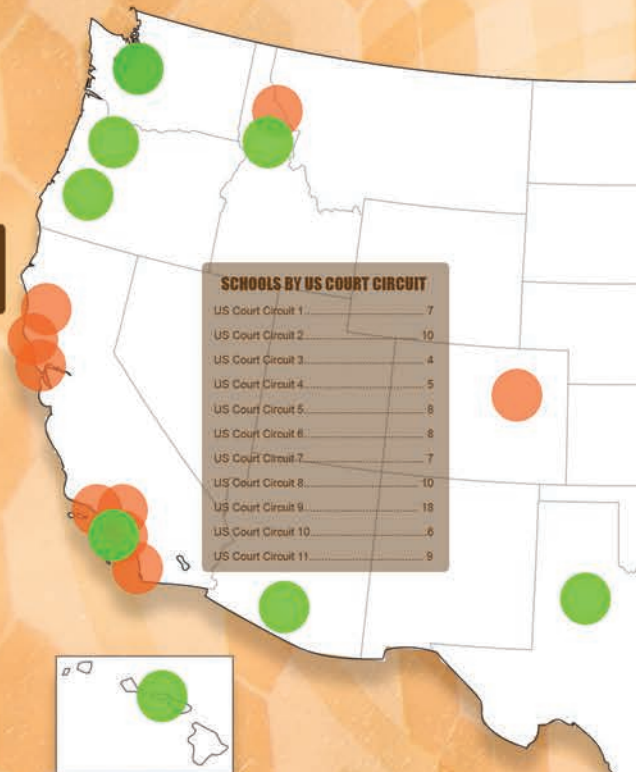 SCHOOLS BY US COURT CIRCUIT
US Court Circuit 1 7
US Court Circuit 2 10
US Court Circuit 3 4
US Court Circuit 4 5
US Court Circuit 5 8
US Court Circuit 6 8
US Court Circuit 7 7
US Court Circuit 8 10
US Court Circuit 9 18
US Court Circuit 10 6
US Court Circuit 11 9